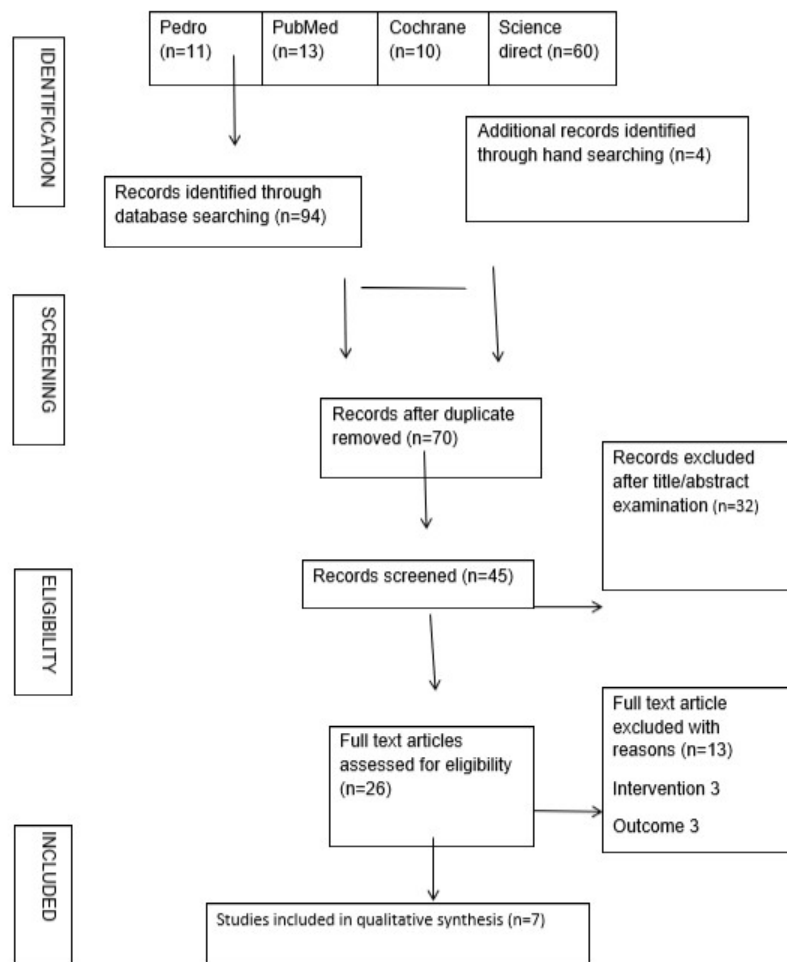 Pedro
(n=11)
PubMed
(n=13)
Cochrane
(n=10)
Science
direct (n=60)
IDENTIFICATION
Additional records identified
through hand searching (n=4)
Records identified through
database searching (n=94)
SCREENING
Records after duplicate
removed (n=70)
Records excluded
after title/abstract
examination (n=32)
Records screened (n=45)
ELIGIBILITY
Full text articles
assessed for eligibility
(n=26)
Full text article
excluded with
reasons (n=13)
Intervention 3
Outcome 3
INCLUDED
Studies included in qualitative synthesis (n=7)